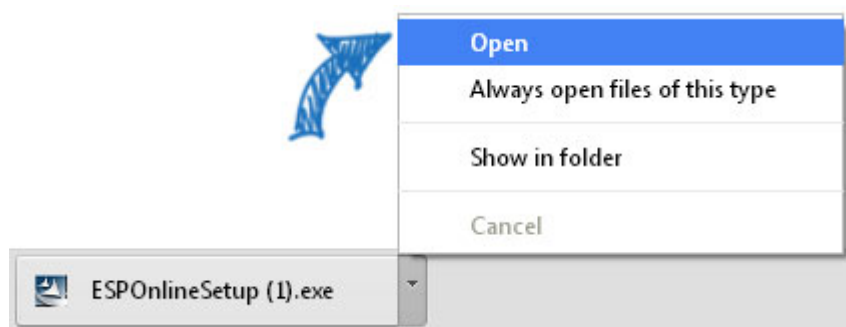 Open
Always open files of this type
Show in folder
Cancel
ESPOnlineSetup (1).exe